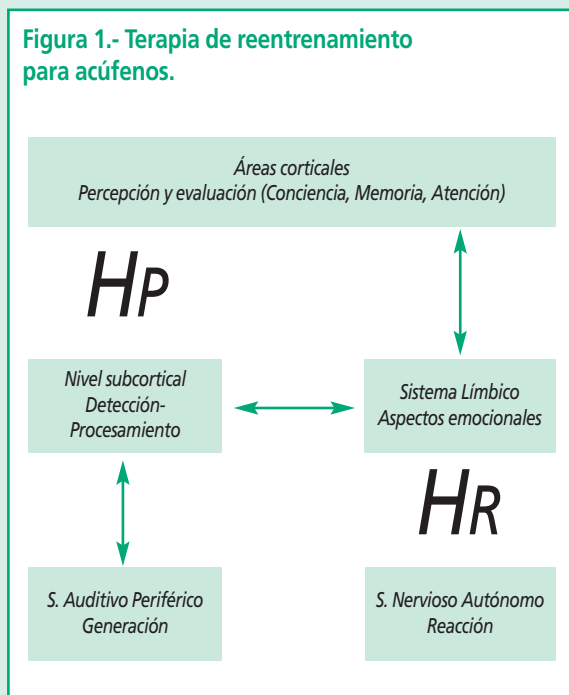 Figura 1.- Terapia de reentrenamiento
para acúfenos.
Áreas corticales
Percepción y evaluación (Conciencia, Memoria, Atención)
HP
Nivel subcortical
Detección-
Procesamiento
Sistema Límbico
Aspectos emocionales
HR
S. Auditivo Periférico
Generación
S. Nervioso Autónomo
Reacción